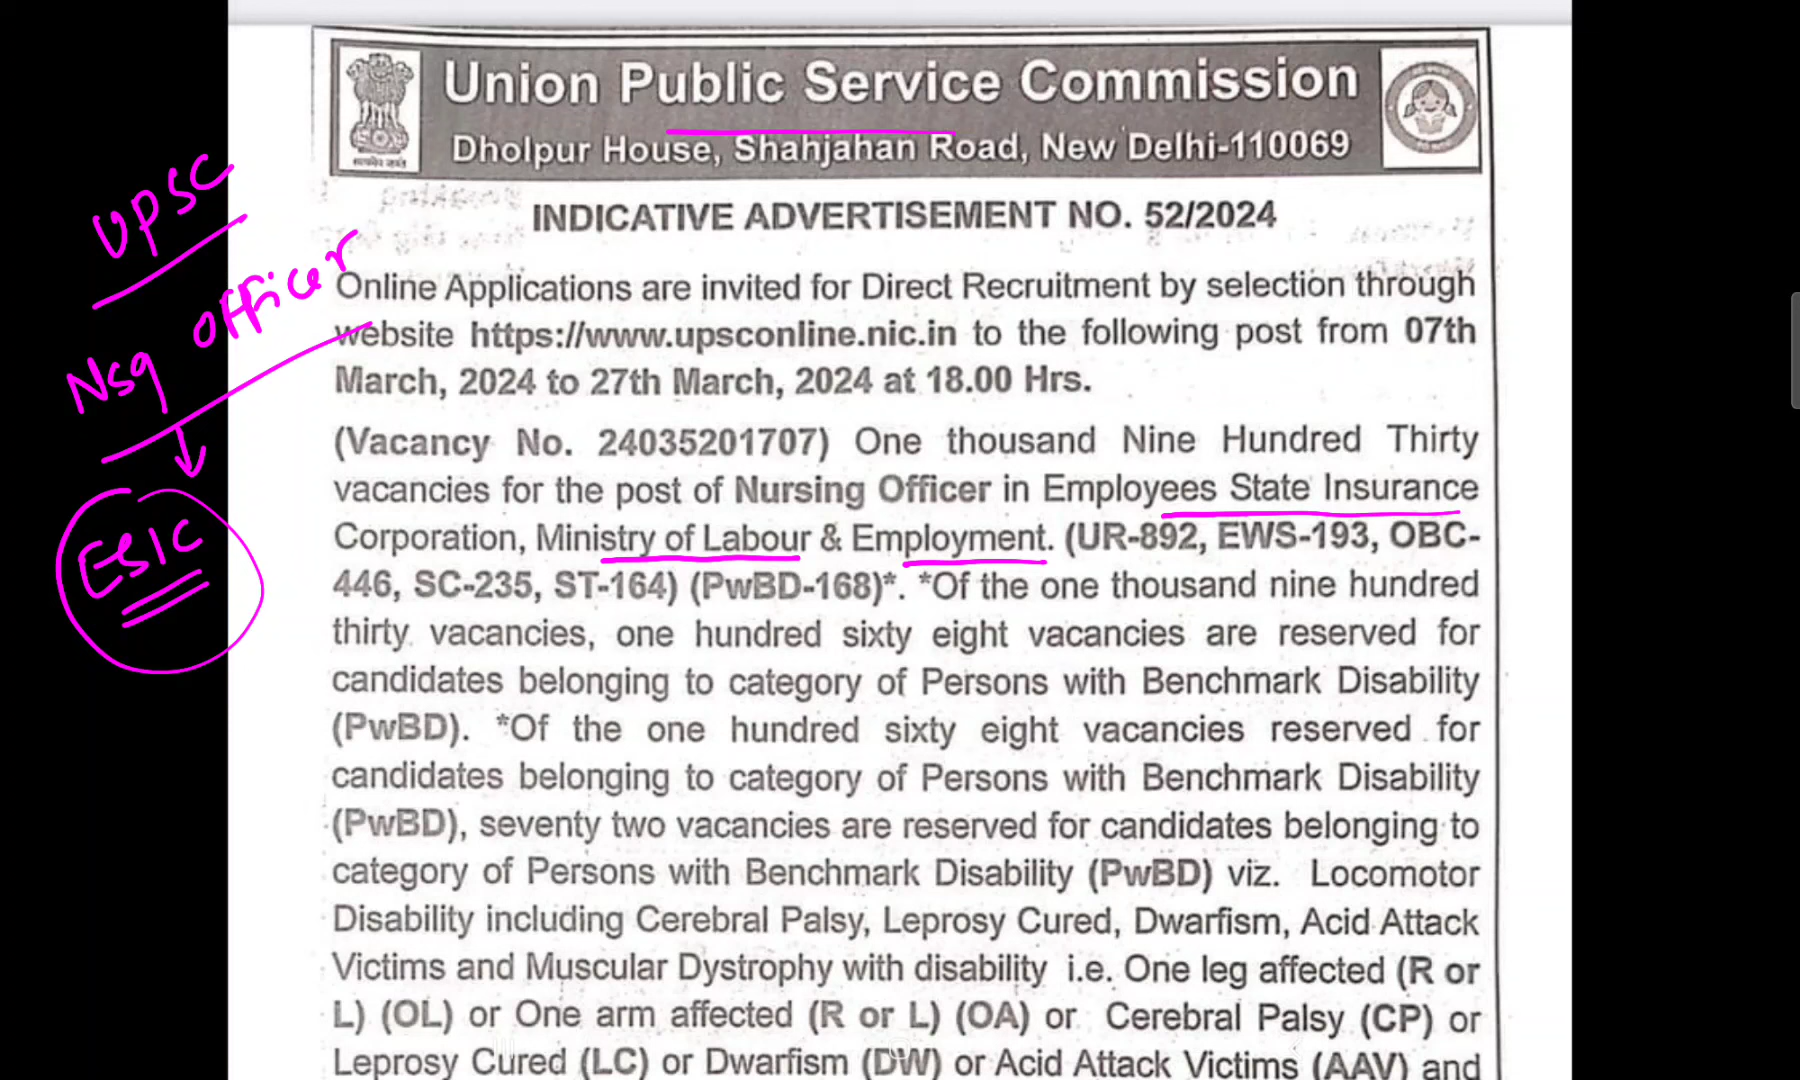 Union Public Service Commission
Dholpur House, Shahjahan Road, New Delhi-110069
INDICATIVE ADVERTISEMENT NO. 52/2024
Online Applications are invited for Direct Recruitment by selection through
website https://www.upsconline.nic.in to the following post from 07th
March, 2024 to 27th March, 2024 at 18.00 Hrs.
(Vacancy No. 24035201707) One thousand Nine Hundred Thirty
vacancies for the post of Nursing Officer in Employees State Insurance
Corporation, Ministry of Labour & Employment. (UR-892, EWS-193, OBC-
446, SC-235, ST-164) (PwBD-168)*. *Of the one thousand nine hundred
thirty vacancies, one hundred sixty eight vacancies are reserved for
candidates belonging to category of Persons with Benchmark Disability
(PwBD). *Of the one hundred sixty eight vacancies reserved for
candidates belonging to category of Persons with Benchmark Disability
(PwBD), seventy two vacancies are reserved for candidates belonging to
category of Persons with Benchmark Disability (PwBD) viz. Locomotor
Disability including Cerebral Palsy, Leprosy Cured, Dwarfism, Acid Attack
Victims and Muscular Dystrophy with disability i.e. One leg affected (R or
L) (OL) or One arm affected (R or L) (OA) or Cerebral Palsy (CP) or
Leprosy Cured (LC) or Dwarfism (DW) or Acid Attack Victims (AAV) and
UPSC
Nsg officer
ESIC